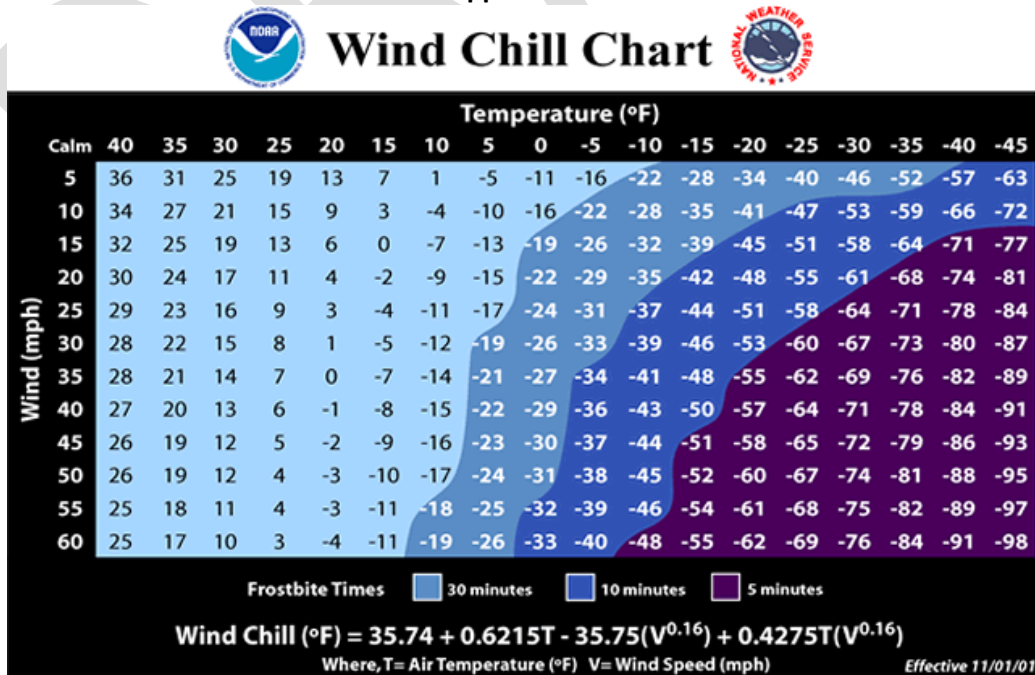 NOAA
Wind Chill Chart
NATIONAL WEATHER SERVICE
Temperature (ºF)
Calm 40 35 30 25 20 15 10 5 0 -5 -10 -15 -20 -25 -30 -35 -40 -45
Wind (mph)
5 36 31 25 19 13 7 1 -5 -11 -16 -22 -28 -34 -40 -46 -52 -57 -63
10 34 27 21 15 9 3 -4 -10 -16 -22 -28 -35 -41 -47 -53 -59 -66 -72
15 32 25 19 13 6 0 -7 -13 -19 -26 -32 -39 -45 -51 -58 -64 -71 -77
20 30 24 17 11 4 -2 -9 -15 -22 -29 -35 -42 -48 -55 -61 -68 -74 -81
25 29 23 16 9 3 -4 -11 -17 -24 -31 -37 -44 -51 -58 -64 -71 -78 -84
30 28 22 15 8 1 -5 -12 -19 -26 -33 -39 -46 -53 -60 -67 -73 -80 -87
35 28 21 14 7 0 -7 -14 -21 -27 -34 -41 -48 -55 -62 -69 -76 -82 -89
40 27 20 13 6 -1 -8 -15 -22 -29 -36 -43 -50 -57 -64 -71 -78 -84 -91
45 26 19 12 5 -2 -9 -16 -23 -30 -37 -44 -51 -58 -65 -72 -79 -86 -93
50 26 19 12 4 -3 -10 -17 -24 -31 -38 -45 -52 -60 -67 -74 -81 -88 -95
55 25 18 11 4 -3 -11 -18 -25 -32 -39 -46 -54 -61 -68 -75 -82 -89 -97
60 25 17 10 3 -4 -11 -19 -26 -33 -40 -48 -55 -62 -69 -76 -84 -91 -98
Frostbite Times 30 minutes 10 minutes 5 minutes
Wind Chill (ºF) = 35.74 + 0.6215T - 35.75(V^0.16) + 0.4275T(V^0.16)
Where, T= Air Temperature (ºF) V= Wind Speed (mph) Effective 11/01/01